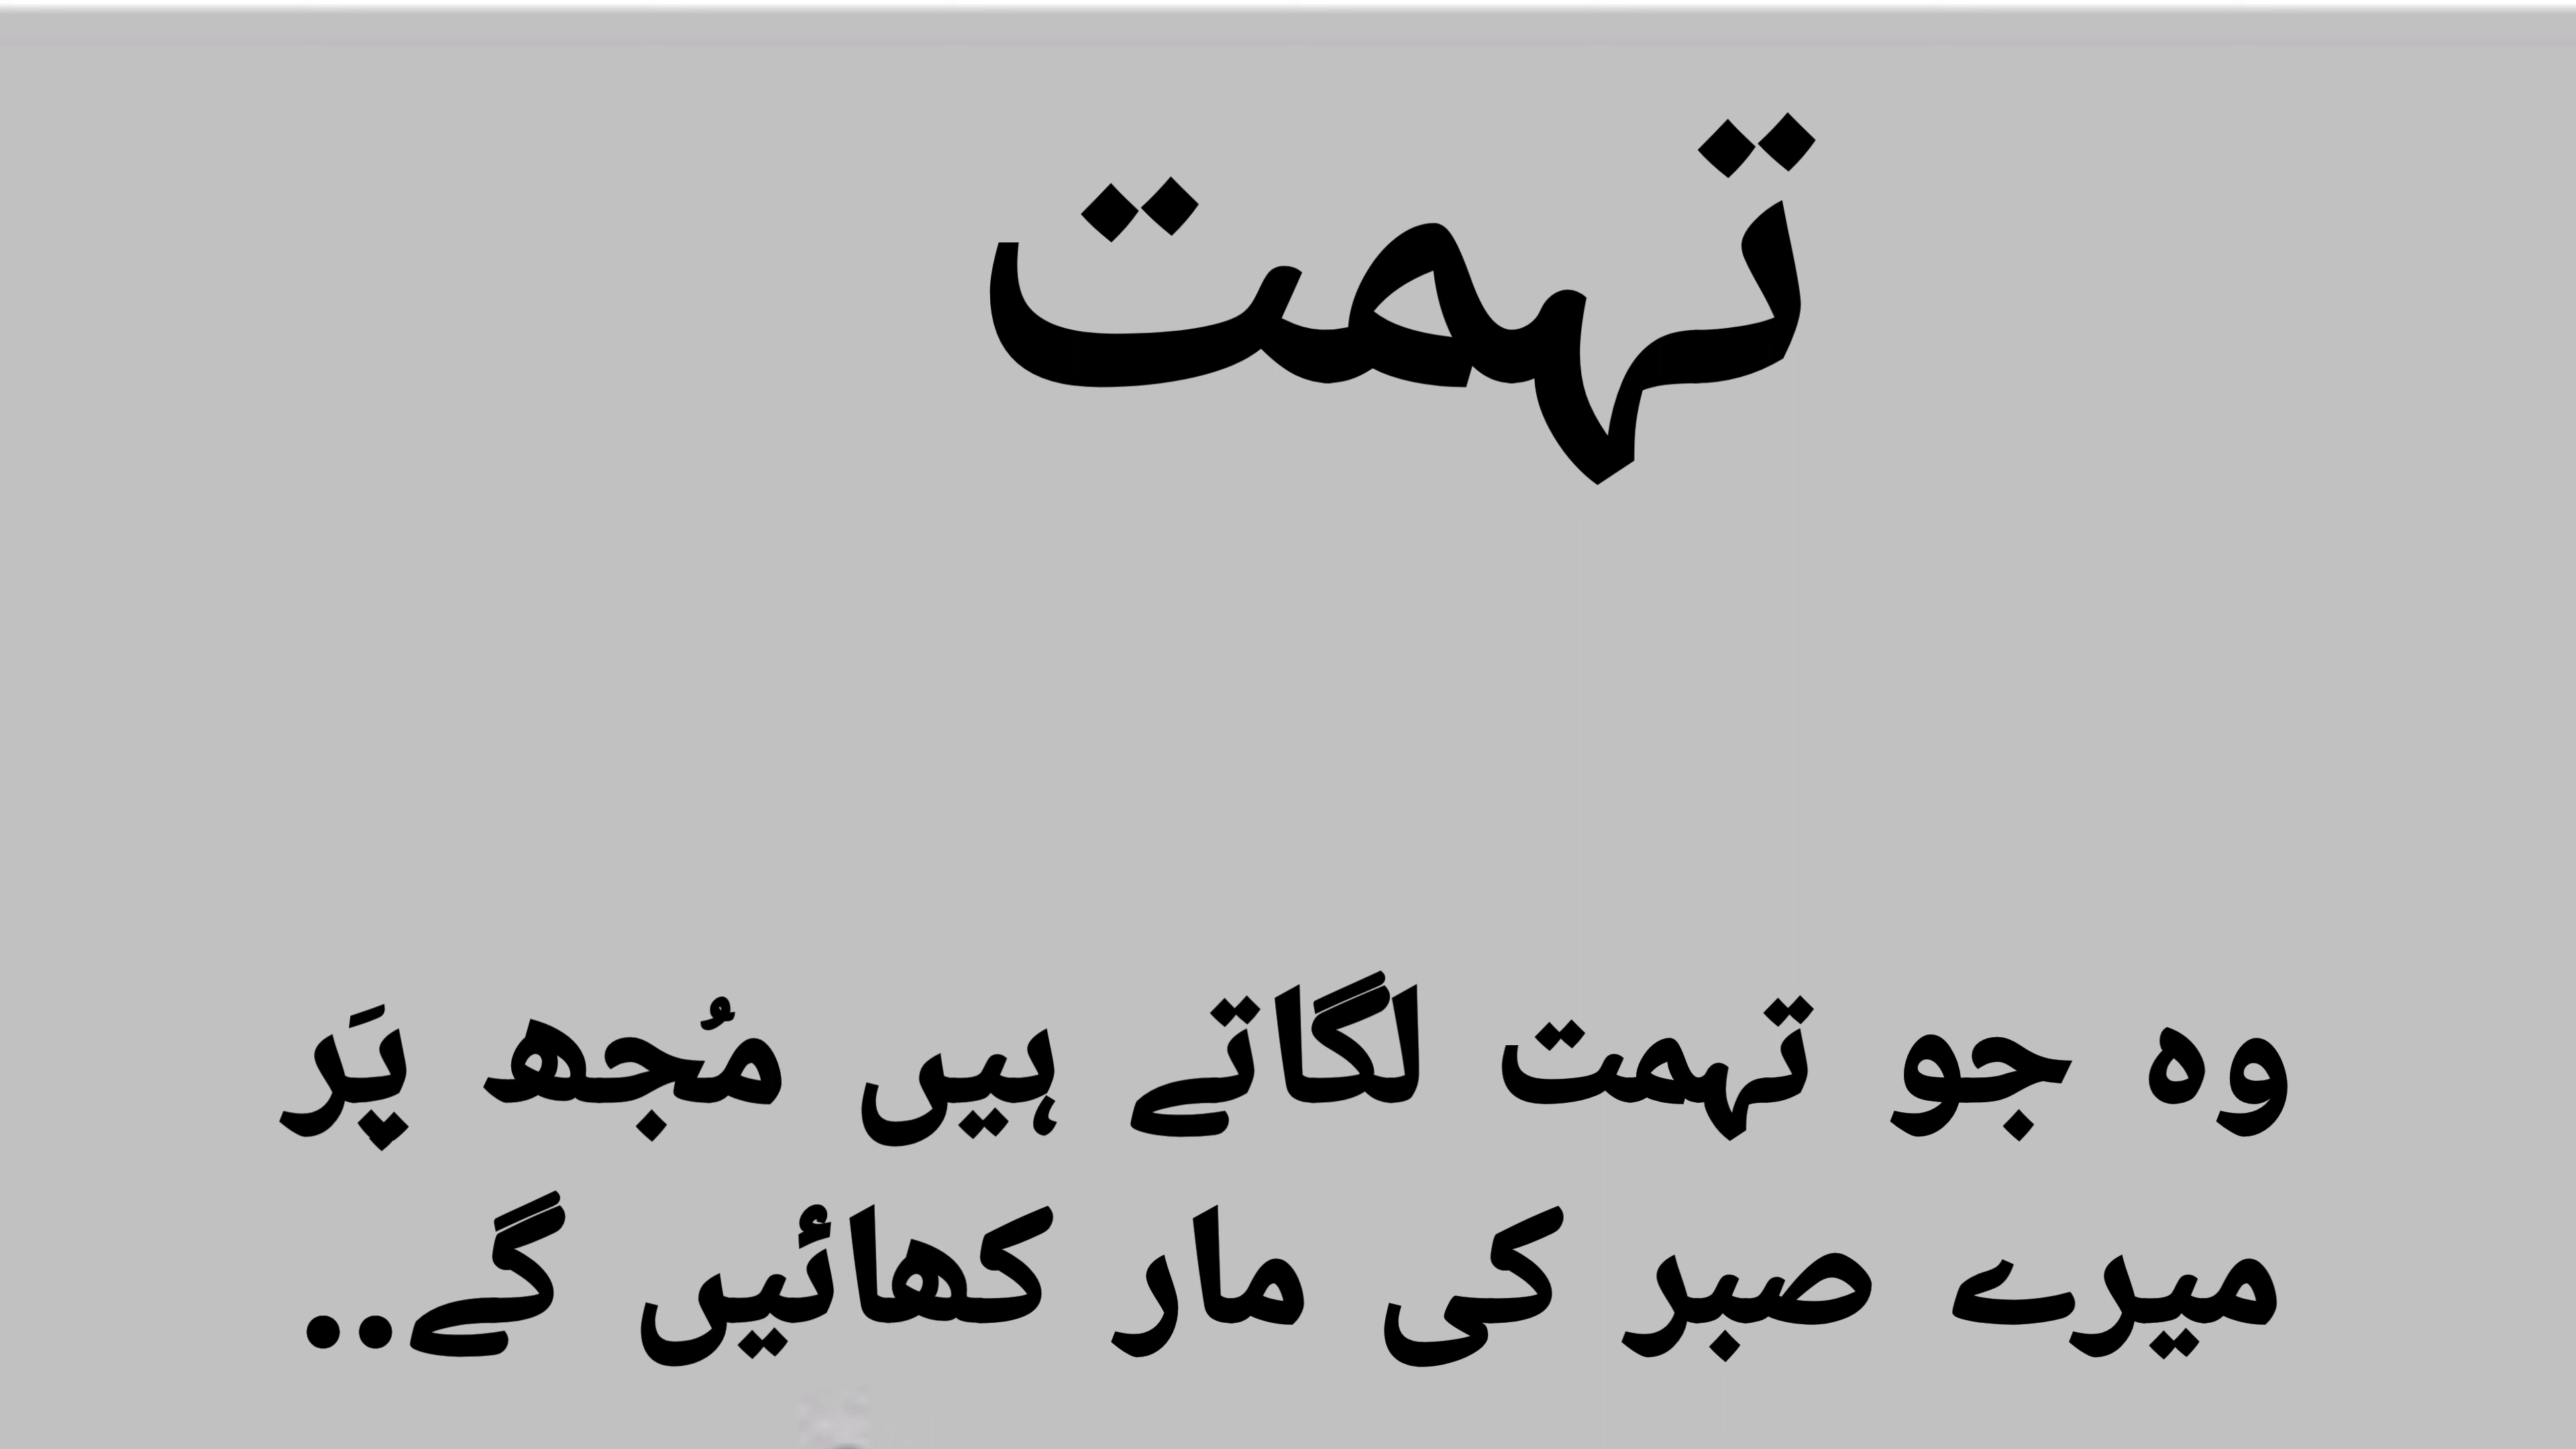 تہمت
وہ جو تہمت لگاتے ہیں مُجھ پَر
میرے صبر کی مار کھائیں گے..